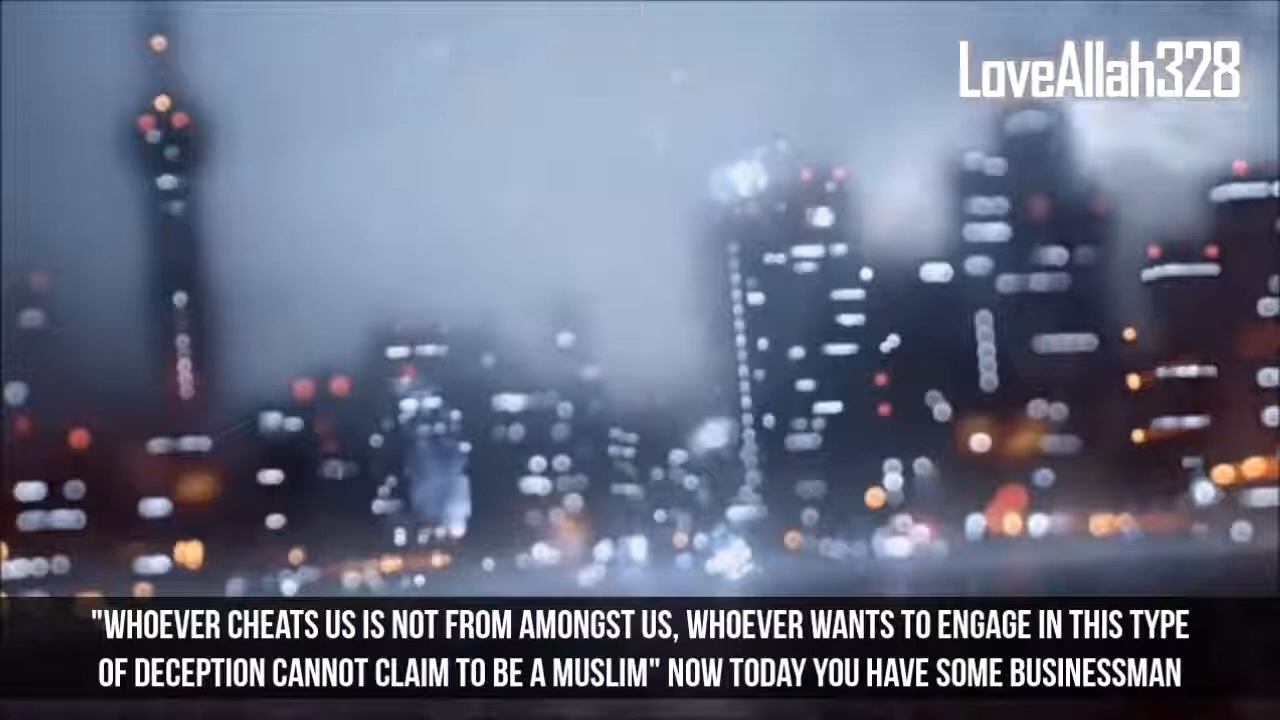 LoveAllah328
"WHOEVER CHEATS US IS NOT FROM AMONGST US, WHOEVER WANTS TO ENGAGE IN THIS TYPE
OF DECEPTION CANNOT CLAIM TO BE A MUSLIM" NOW TODAY YOU HAVE SOME BUSINESSMAN